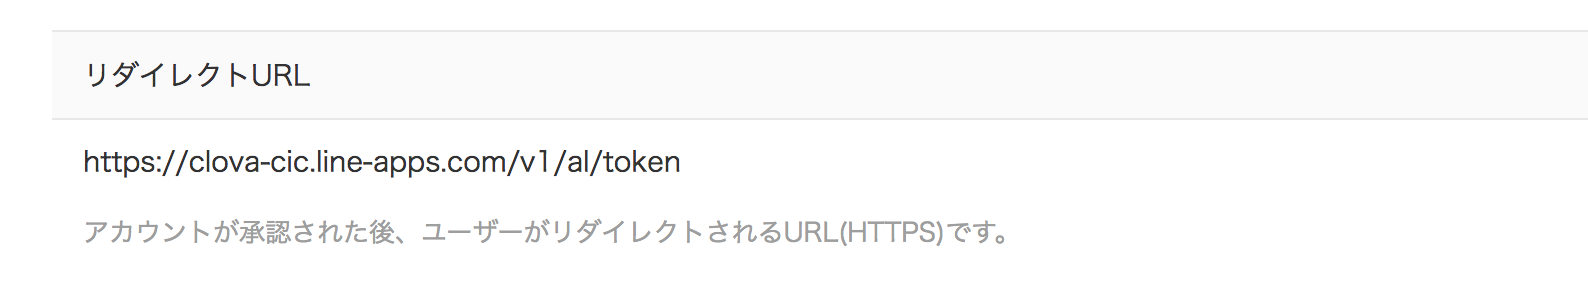 リダイレクトURL
https://clova-cic.line-apps.com/v1/al/token
アカウントが承認された後、ユーザーがリダイレクトされるURL(HTTPS)です。